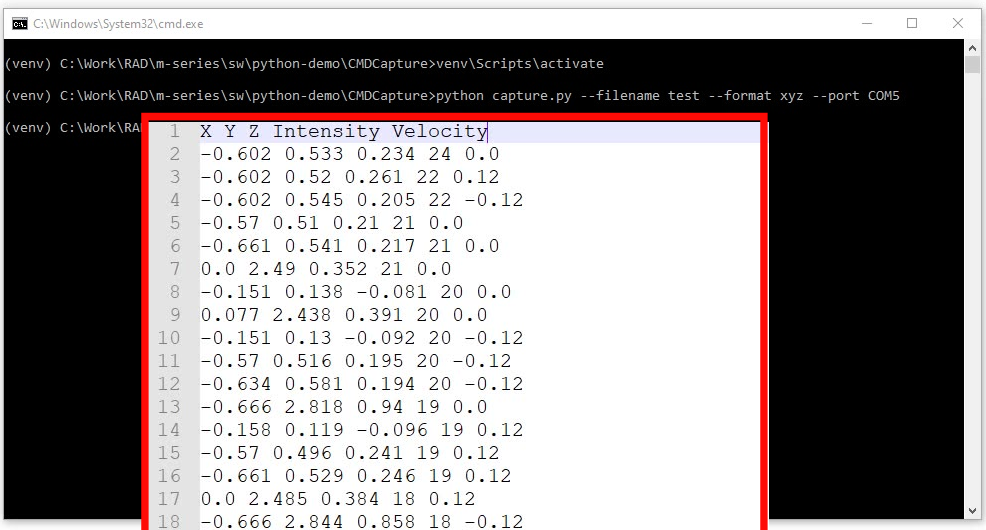 C:\Windows\System32\cmd.exe
(venv) C:\Work\RAD\m-series\sw\python-demo\CMDCapture>venv\Scripts\activate
(venv) C:\Work\RAD\m-series\sw\python-demo\CMDCapture>python capture.py --filename test --format xyz --port COM5
(venv) C:\Work\RA
1 X Y Z Intensity Velocity
2 -0.602 0.533 0.234 24 0.0
3 -0.602 0.52 0.261 22 0.12
4 -0.602 0.545 0.205 22 -0.12
5 -0.57 0.51 0.21 21 0.0
6 -0.661 0.541 0.217 21 0.0
7 0.0 2.49 0.352 21 0.0
8 -0.151 0.138 -0.081 20 0.0
9 0.077 2.438 0.391 20 0.0
10 -0.151 0.13 -0.092 20 -0.12
11 -0.57 0.516 0.195 20 -0.12
12 -0.634 0.581 0.194 20 -0.12
13 -0.666 2.818 0.94 19 0.0
14 -0.158 0.119 -0.096 19 0.12
15 -0.57 0.496 0.241 19 0.12
16 -0.661 0.529 0.246 19 0.12
17 0.0 2.485 0.384 18 0.12
18 -0.666 2.844 0.858 18 -0.12